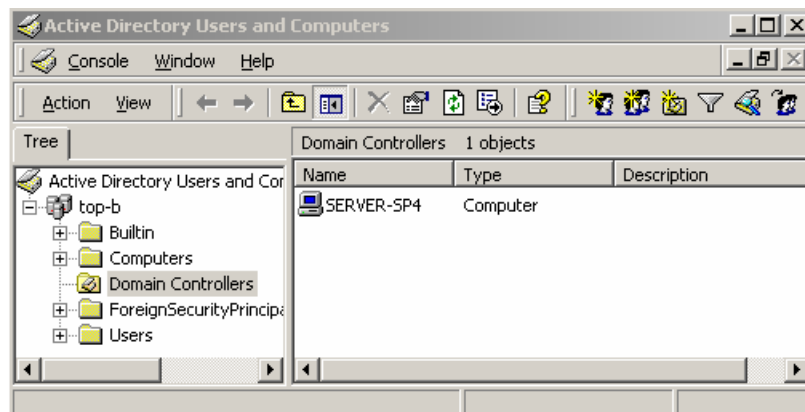 Active Directory Users and Computers
Console Window Help
Action View
Tree
Domain Controllers 1 objects
Active Directory Users and Cor
top-b
Builtin
Computers
Domain Controllers
ForeignSecurityPrincipa
Users
Name Type Description
SERVER-SP4 Computer